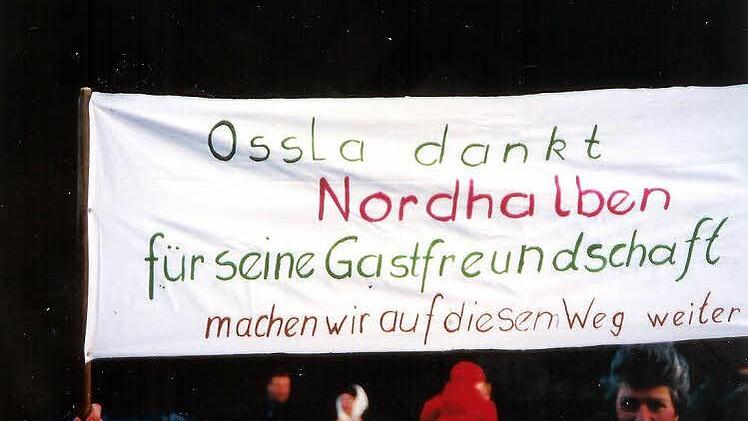 Ossla dankt
Nordhalben
für seine Gastfreundschaft
machen wir auf diesem Weg weiter